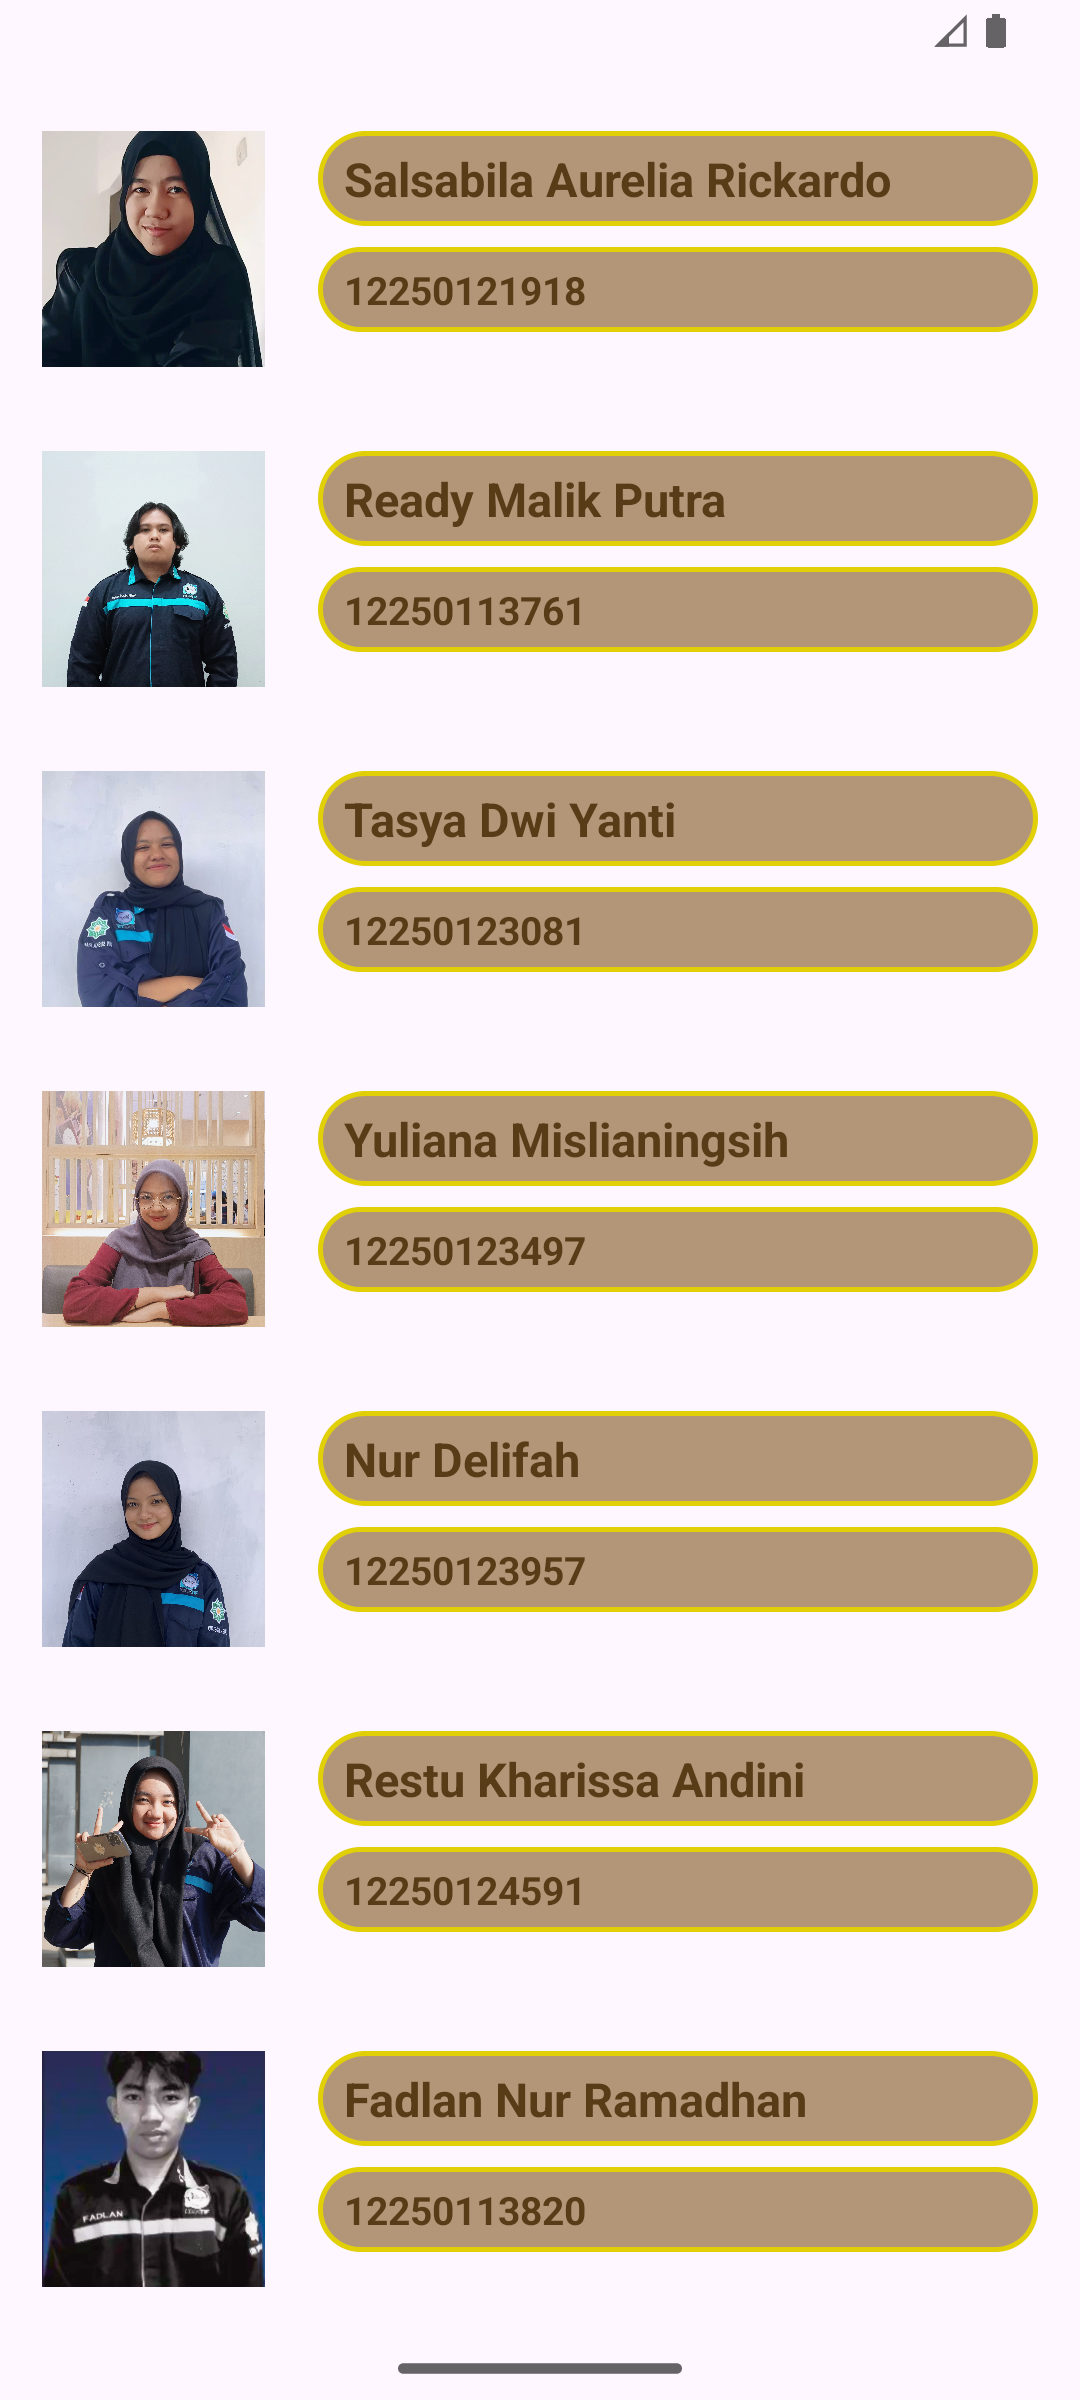 Salsabila Aurelia Rickardo
12250121918
Ready Malik Putra
12250113761
Tasya Dwi Yanti
12250123081
Yuliana Mislianingsih
12250123497
Nur Delifah
12250123957
Restu Kharissa Andini
12250124591
Fadlan Nur Ramadhan
12250113820
FADLAN